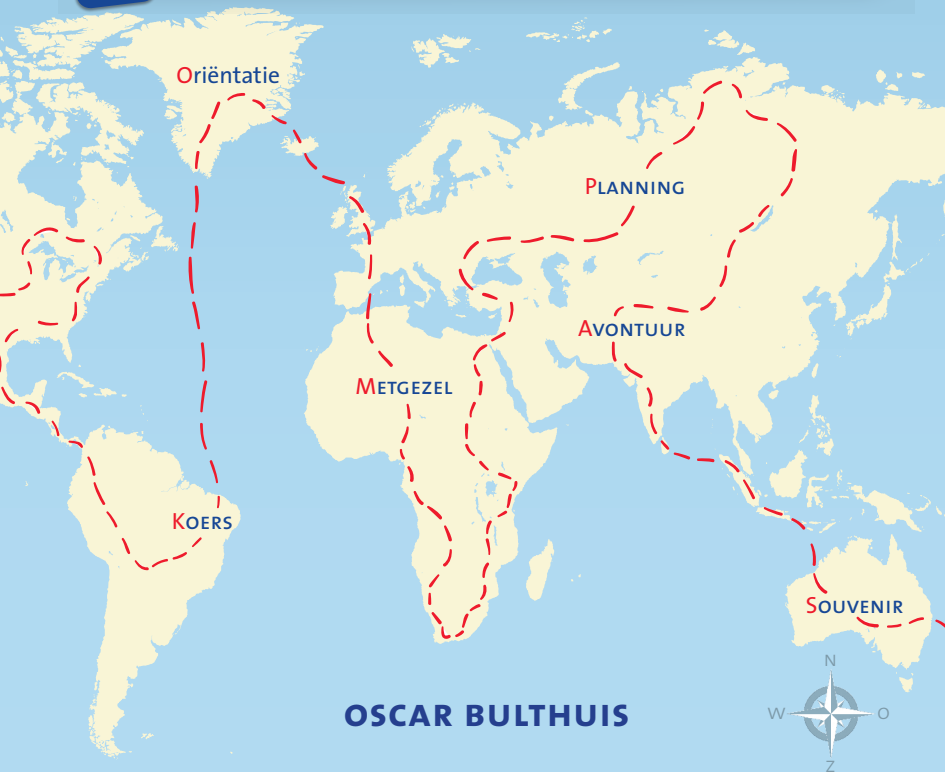 Oriëntatie
PLANNING
AVONTUUR
METGEZEL
KOERS
SOUVENIR
N
W O
Z
OSCAR BULTHUIS